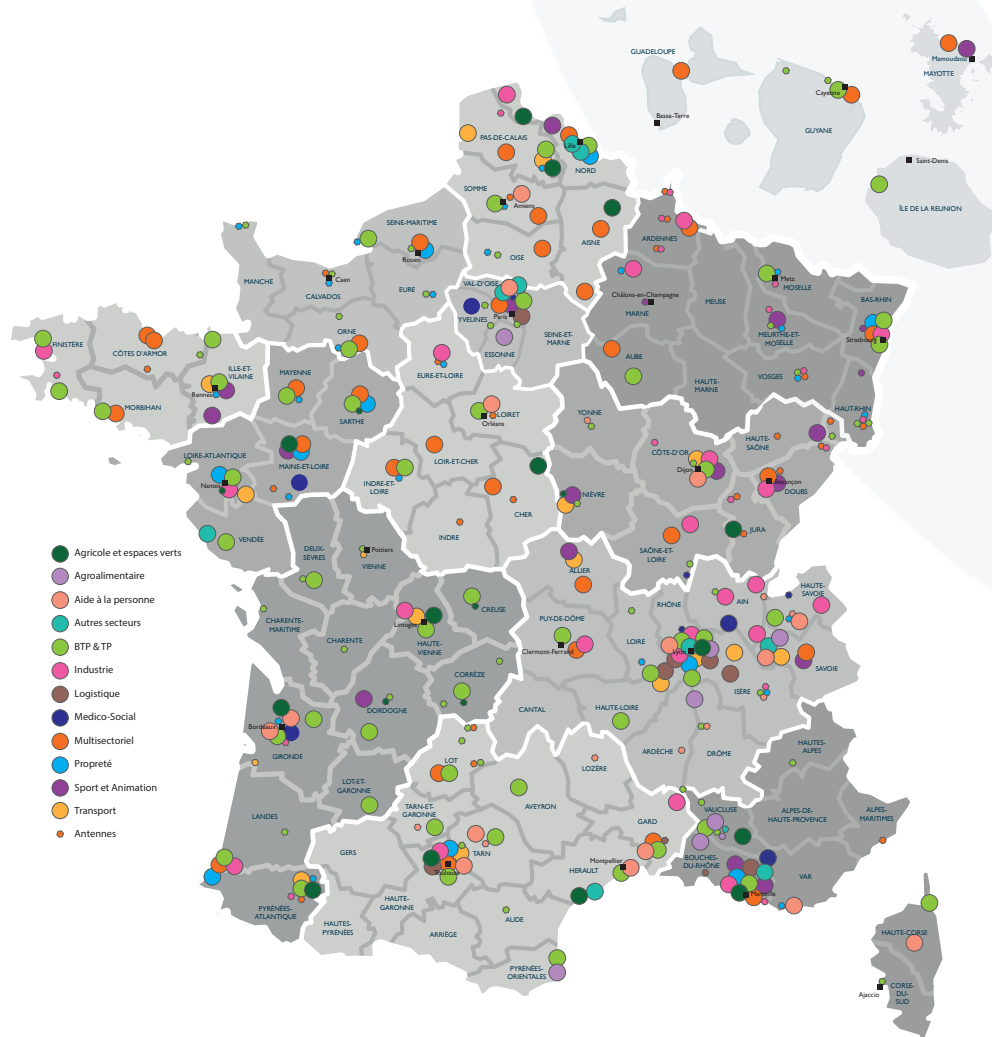 GUADELOUPE
Basse-Terre
Cayenne
GUYANE
Mamoudzou
MAYOTTE
Saint-Denis
ÎLE DE LA REUNION
PAS-DE-CALAIS
Lille
NORD
SOMME
Amiens
SEINE-MARITIME
Rouen
AISNE
OISE
ARDENNES
MANCHE
Caen
CALVADOS
EURE
VAL-D'OISE
YVELINES
Paris
ESSONNE
SEINE-ET-
MARNE
Châlons-en-Champagne
MARNE
MEUSE
Metz
MOSELLE
MEURTHE-ET-
MOSELLE
BAS-RHIN
Strasbourg
FINISTÈRE
CÔTES D'ARMOR
ILLE-ET-
VILAINE
Rennes
MORBIHAN
ORNE
MAYENNE
SARTHE
EURE-ET-LOIRE
AUBE
HAUTE-
MARNE
VOSGES
HAUT-RHIN
LOIRET
Orléans
YONNE
LOIRE-ATLANTIQUE
Nantes
MAINE-ET-LOIRE
INDRE-ET-
LOIRE
LOIR-ET-CHER
CHER
INDRE
NIÈVRE
CÔTE-D'OR
Dijon
HAUTE-
SAÔNE
Besançon
DOUBS
JURA
SAÔNE-ET-
LOIRE
VENDÉE
DEUX-
SÈVRES
Poitiers
VIENNE
ALLIER
CHARENTE-
MARITIME
CHARENTE
Limoges
HAUTE-
VIENNE
CREUSE
CORRÈZE
DORDOGNE
PUY-DE-DÔME
Clermont-Ferrand
RHÔNE
LOIRE
Lyon
AIN
HAUTE-
SAVOIE
SAVOIE
ISÈRE
CANTAL
HAUTE-LOIRE
ARDÈCHE
DRÔME
HAUTES-
ALPES
Bordeaux
GIRONDE
LOT-ET-
GARONNE
LANDES
LOT
LOZÈRE
AVEYRON
TARN-ET-
GARONNE
GERS
TARN
Toulouse
GARD
Montpellier
HERAULT
VAUCLUSE
ALPES-DE-
HAUTE-PROVENCE
ALPES-
MARITIMES
BOUCHES-
DU-RHÔNE
Marseille
VAR
PYRÉNÉES-
ATLANTIQUE
HAUTES-
PYRÉNÉES
HAUTE-
GARONNE
ARRIÈGE
AUDE
PYRÉNÉES-
ORIENTALES
HAUTE-CORSE
Ajaccio
CORSE-
DU-
SUD
Agricole et espaces verts
Agroalimentaire
Aide à la personne
Autres secteurs
BTP & TP
Industrie
Logistique
Medico-Social
Multisectoriel
Propreté
Sport et Animation
Transport
Antennes